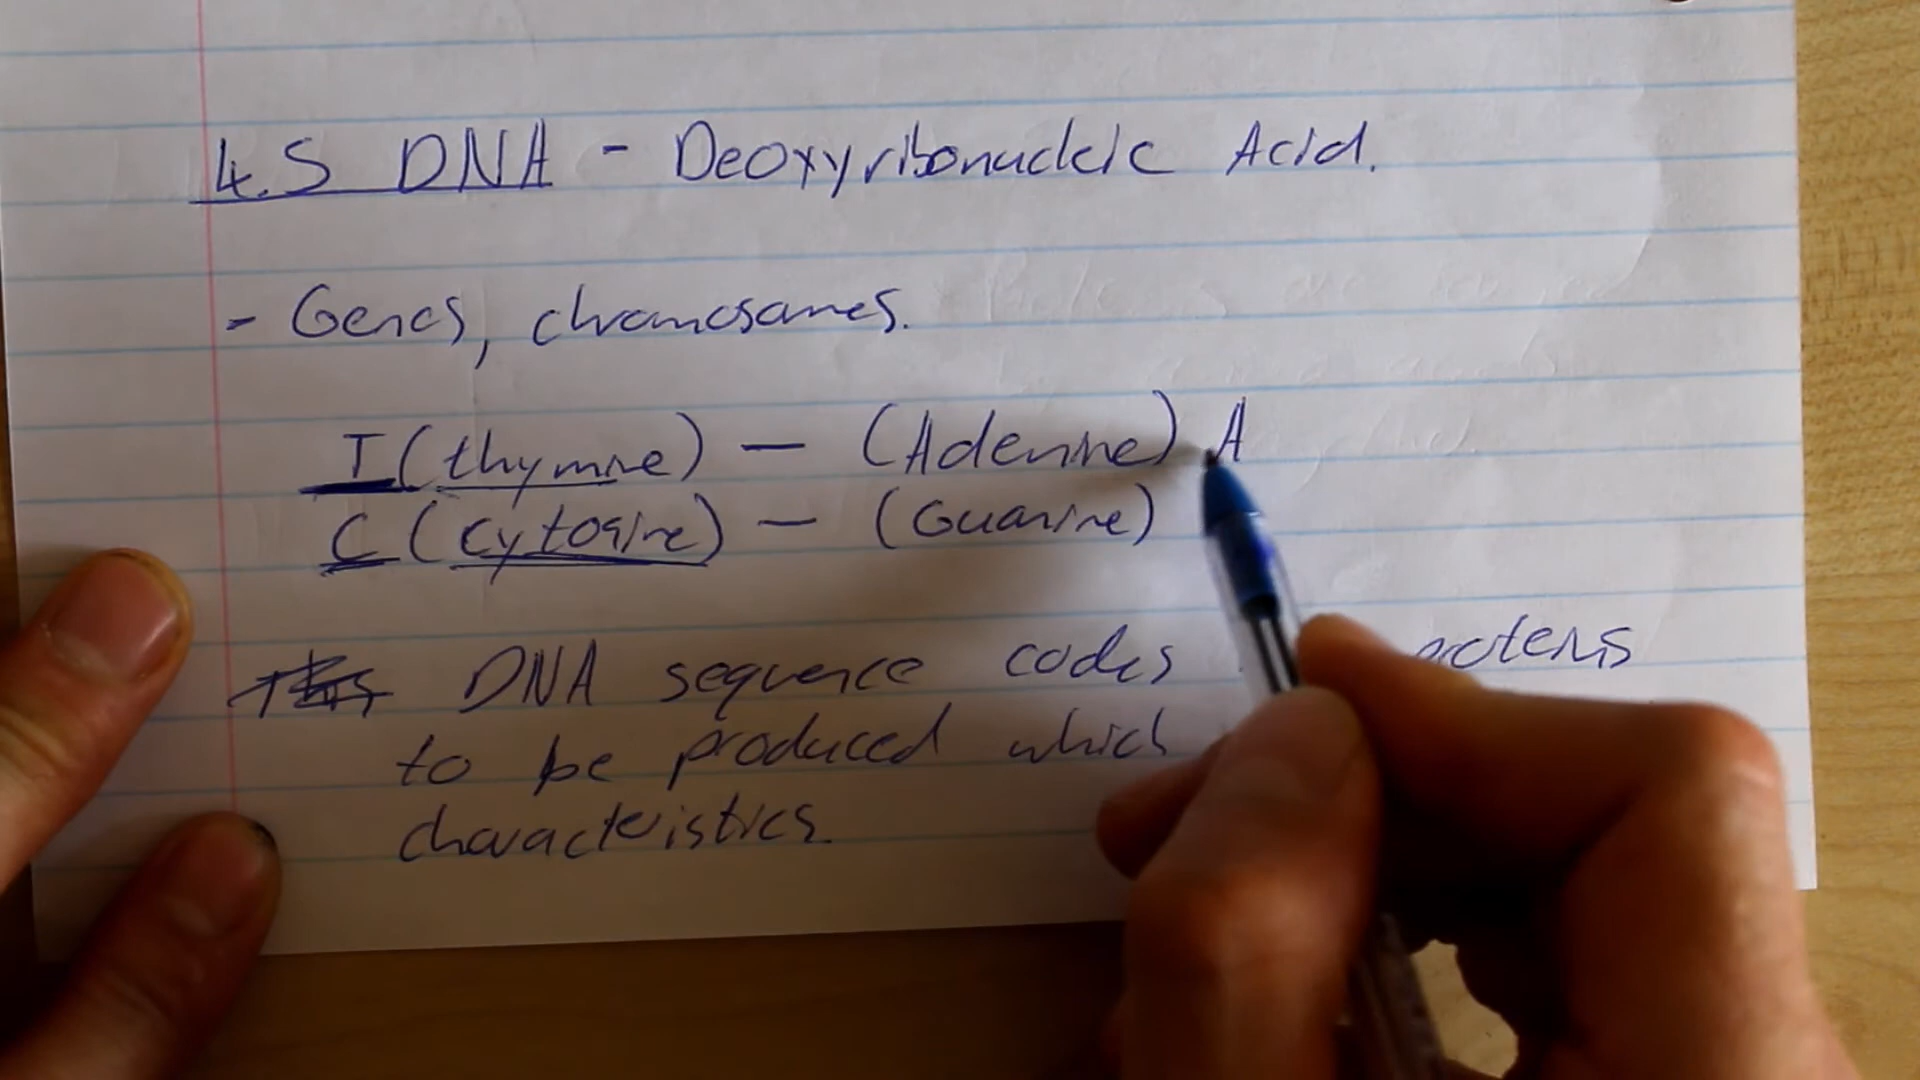 4.5 DNA - Deoxyribonucleic Acid.
- Genes, chromosomes.
T (thymine) — (Adenine) A
C (cytosine) — (Guanine)
DNA sequence codes
to be produced which
characteristics.